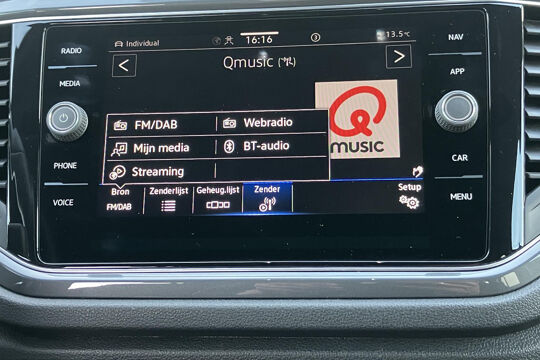 RADIO
MEDIA
PHONE
VOICE
Individual 16:16 13.5°C
< Qmusic >
MUSIC
FM/DAB Webradio
Mijn media BT-audio
Streaming
Bron Zenderlijst Geheug.lijst Zender Setup
FM/DAB
NAV
APP
CAR
MENU